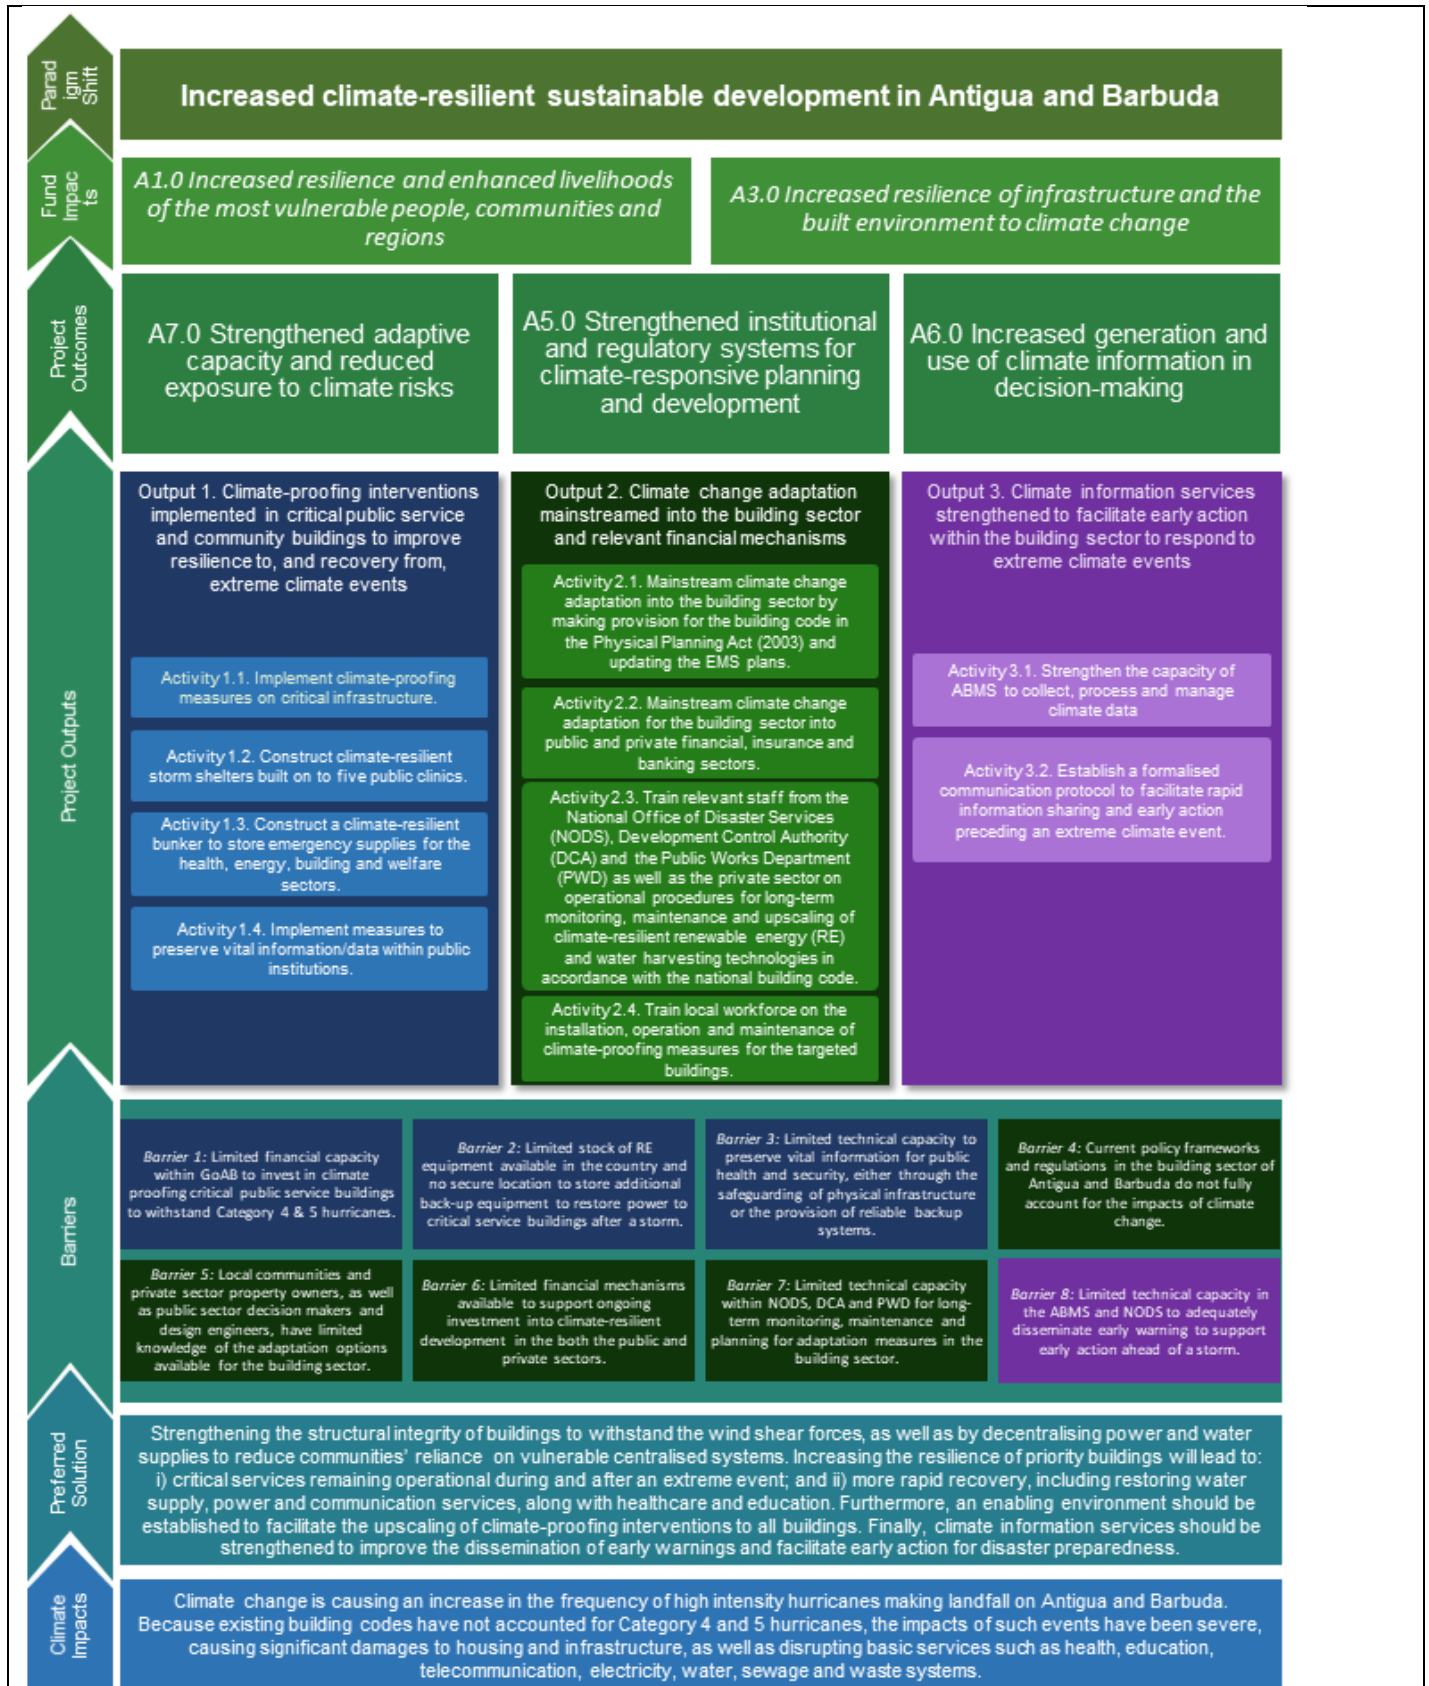 Parad
igm
Shift
Increased climate-resilient sustainable development in Antigua and Barbuda
Fund
Impac
ts
A1.0 Increased resilience and enhanced livelihoods
of the most vulnerable people, communities and
regions
A3.0 Increased resilience of infrastructure and the
built environment to climate change
Project
Outcomes
A7.0 Strengthened adaptive
capacity and reduced
exposure to climate risks
A5.0 Strengthened institutional
and regulatory systems for
climate-responsive planning
and development
A6.0 Increased generation and
use of climate information in
decision-making
Project Outputs
Output 1. Climate-proofing interventions
implemented in critical public service
and community buildings to improve
resilience to, and recovery from,
extreme climate events
Activity 1.1. Implement climate-proofing
measures on critical infrastructure.
Activity 1.2. Construct climate-resilient
storm shelters built on to five public clinics.
Activity 1.3. Construct a climate-resilient
bunker to store emergency supplies for the
health, energy, building and welfare
sectors.
Activity 1.4. Implement measures to
preserve vital information/data within public
institutions.
Output 2. Climate change adaptation
mainstreamed into the building sector
and relevant financial mechanisms
Activity 2.1. Mainstream climate change
adaptation into the building sector by
making provision for the building code in
the Physical Planning Act (2003) and
updating the EMS plans.
Activity 2.2. Mainstream climate change
adaptation for the building sector into
public and private financial, insurance and
banking sectors.
Activity 2.3. Train relevant staff from the
National Office of Disaster Services
(NODS), Development Control Authority
(DCA) and the Public Works Department
(PWD) as well as the private sector on
operational procedures for long-term
monitoring, maintenance and upscaling of
climate-resilient renewable energy (RE)
and water harvesting technologies in
accordance with the national building code.
Activity 2.4. Train local workforce on the
installation, operation and maintenance of
climate-proofing measures for the targeted
buildings.
Output 3. Climate information services
strengthened to facilitate early action
within the building sector to respond to
extreme climate events
Activity 3.1. Strengthen the capacity of
ABMS to collect, process and manage
climate data
Activity 3.2. Establish a formalised
communication protocol to facilitate rapid
information sharing and early action
preceding an extreme climate event.
Barriers
Barrier 1: Limited financial capacity
within GoAB to invest in climate
proofing critical public service buildings
to withstand Category 4 & 5 hurricanes.
Barrier 2: Limited stock of RE
equipment available in the country and
no secure location to store additional
back-up equipment to restore power to
critical service buildings after a storm.
Barrier 3: Limited technical capacity to
preserve vital information for public
health and security, either through the
safeguarding of physical infrastructure
or the provision of reliable backup
systems.
Barrier 4: Current policy frameworks
and regulations in the building sector of
Antigua and Barbuda do not fully
account for the impacts of climate
change.
Barrier 5: Local communities and
private sector property owners, as well
as public sector decision makers and
design engineers, have limited
knowledge of the adaptation options
available for the building sector.
Barrier 6: Limited financial mechanisms
available to support ongoing
investment into climate-resilient
development in the both the public and
private sectors.
Barrier 7: Limited technical capacity
within NODS, DCA and PWD for long-
term monitoring, maintenance and
planning for adaptation measures in the
building sector.
Barrier 8: Limited technical capacity in
the ABMS and NODS to adequately
disseminate early warning to support
early action ahead of a storm.
Preferred
Solution
Strengthening the structural integrity of buildings to withstand the wind shear forces, as well as by decentralising power and water
supplies to reduce communities' reliance on vulnerable centralised systems. Increasing the resilience of priority buildings will lead to:
i) critical services remaining operational during and after an extreme event; and ii) more rapid recovery, including restoring water
supply, power and communication services, along with healthcare and education. Furthermore, an enabling environment should be
established to facilitate the upscaling of climate-proofing interventions to all buildings. Finally, climate information services should be
strengthened to improve the dissemination of early warnings and facilitate early action for disaster preparedness.
Climate
Impacts
Climate change is causing an increase in the frequency of high intensity hurricanes making landfall on Antigua and Barbuda.
Because existing building codes have not accounted for Category 4 and 5 hurricanes, the impacts of such events have been severe,
causing significant damages to housing and infrastructure, as well as disrupting basic services such as health, education,
telecommunication, electricity, water, sewage and waste systems.